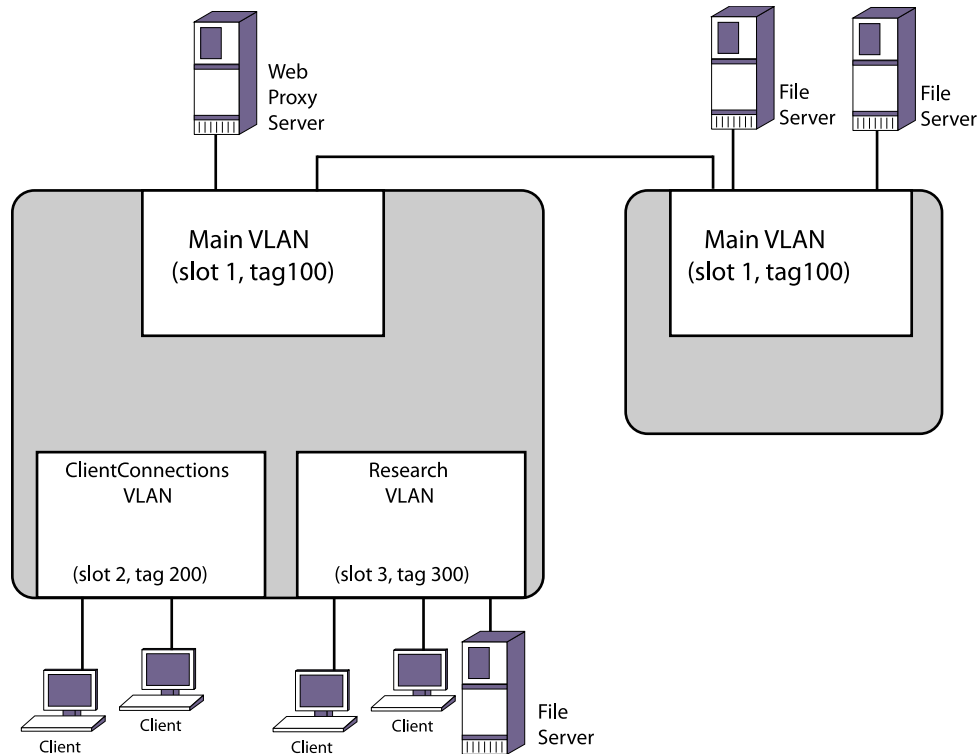 Web
Proxy
Server
File
Server
File
Server
Main VLAN
(slot 1, tag100)
Main VLAN
(slot 1, tag100)
ClientConnections
VLAN
(slot 2, tag 200)
Research
VLAN
(slot 3, tag 300)
Client
Client
Client
Client
File
Server